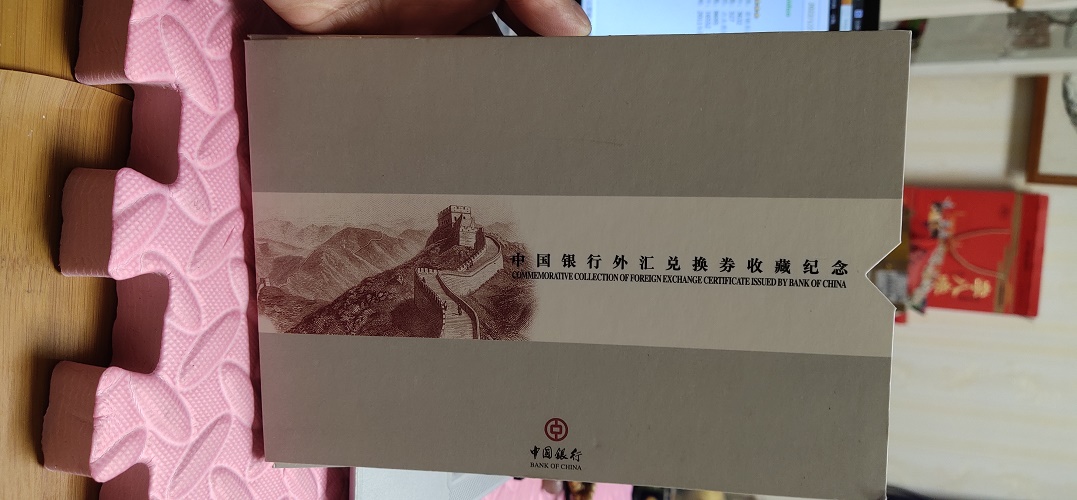 中国银行外汇兑换券收藏纪念
COMMEMORATIVE COLLECTION OF FOREIGN EXCHANGE CERTIFICATE ISSUED BY BANK OF CHINA
中国银行
BANK OF CHINA